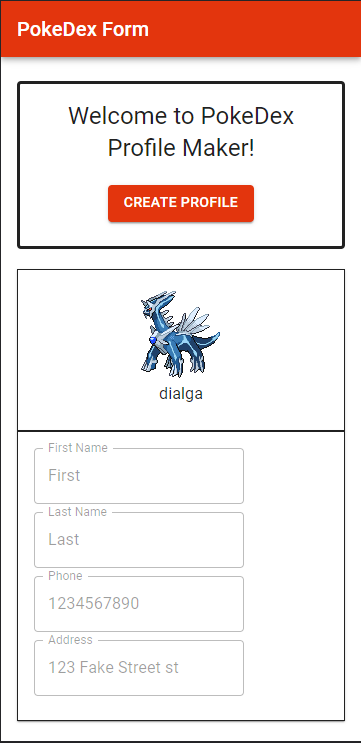 PokeDex Form
Welcome to PokeDex
Profile Maker!
CREATE PROFILE
dialga
First Name
First
Last Name
Last
Phone
1234567890
Address
123 Fake Street st